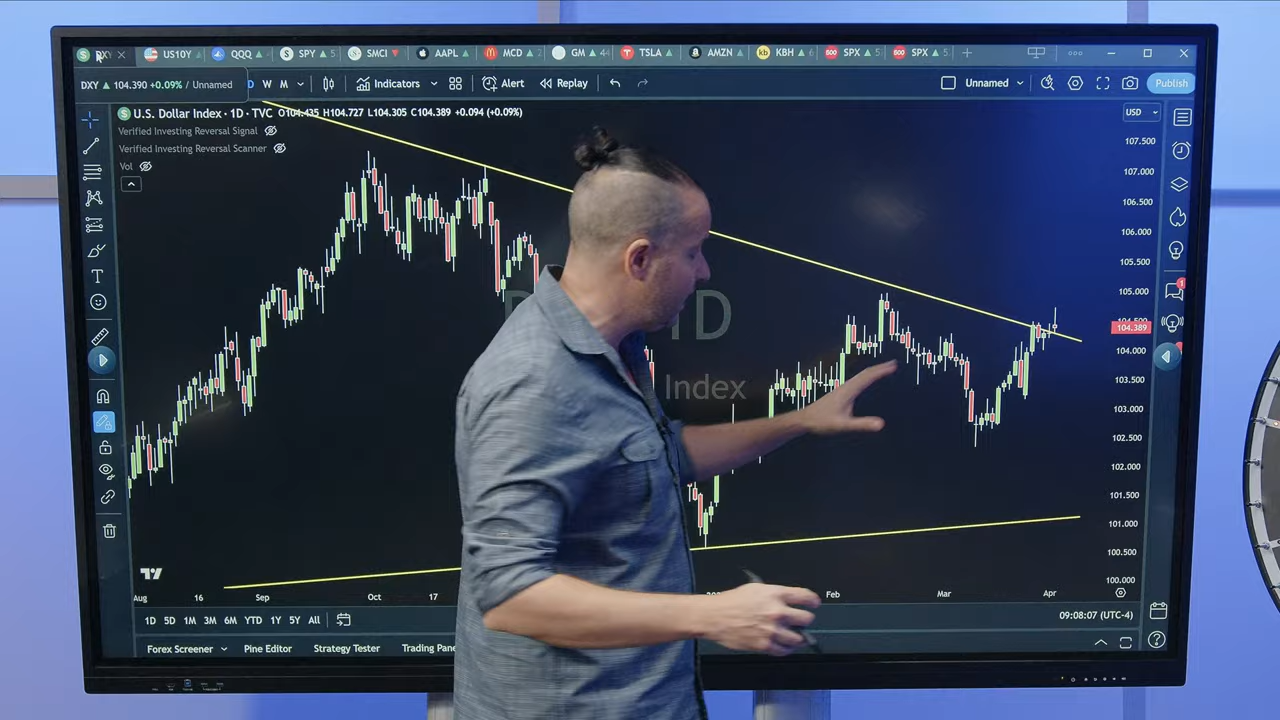 DXY US10Y QQQ SPY SMCI AAPL MCD GM TSLA AMZN KBH SPX SPX
DXY 104.390 +0.09% / Unnamed D W M Indicators Alert Replay Unnamed Publish
U.S. Dollar Index · 1D · TVC O104.435 H104.727 L104.305 C104.389 +0.094 (+0.09%)
USD
Verified Investing Reversal Signal
Verified Investing Reversal Scanner
Vol
107.500
107.000
106.500
106.000
105.500
105.000
104.389
104.000
103.500
103.000
102.500
102.000
101.500
101.000
100.500
100.000
1D
Index
Aug 16 Sep Oct 17 Feb Mar Apr
1D 5D 1M 3M 6M YTD 1Y 5Y All
09:08:07 (UTC-4)
Forex Screener Pine Editor Strategy Tester Trading Pane